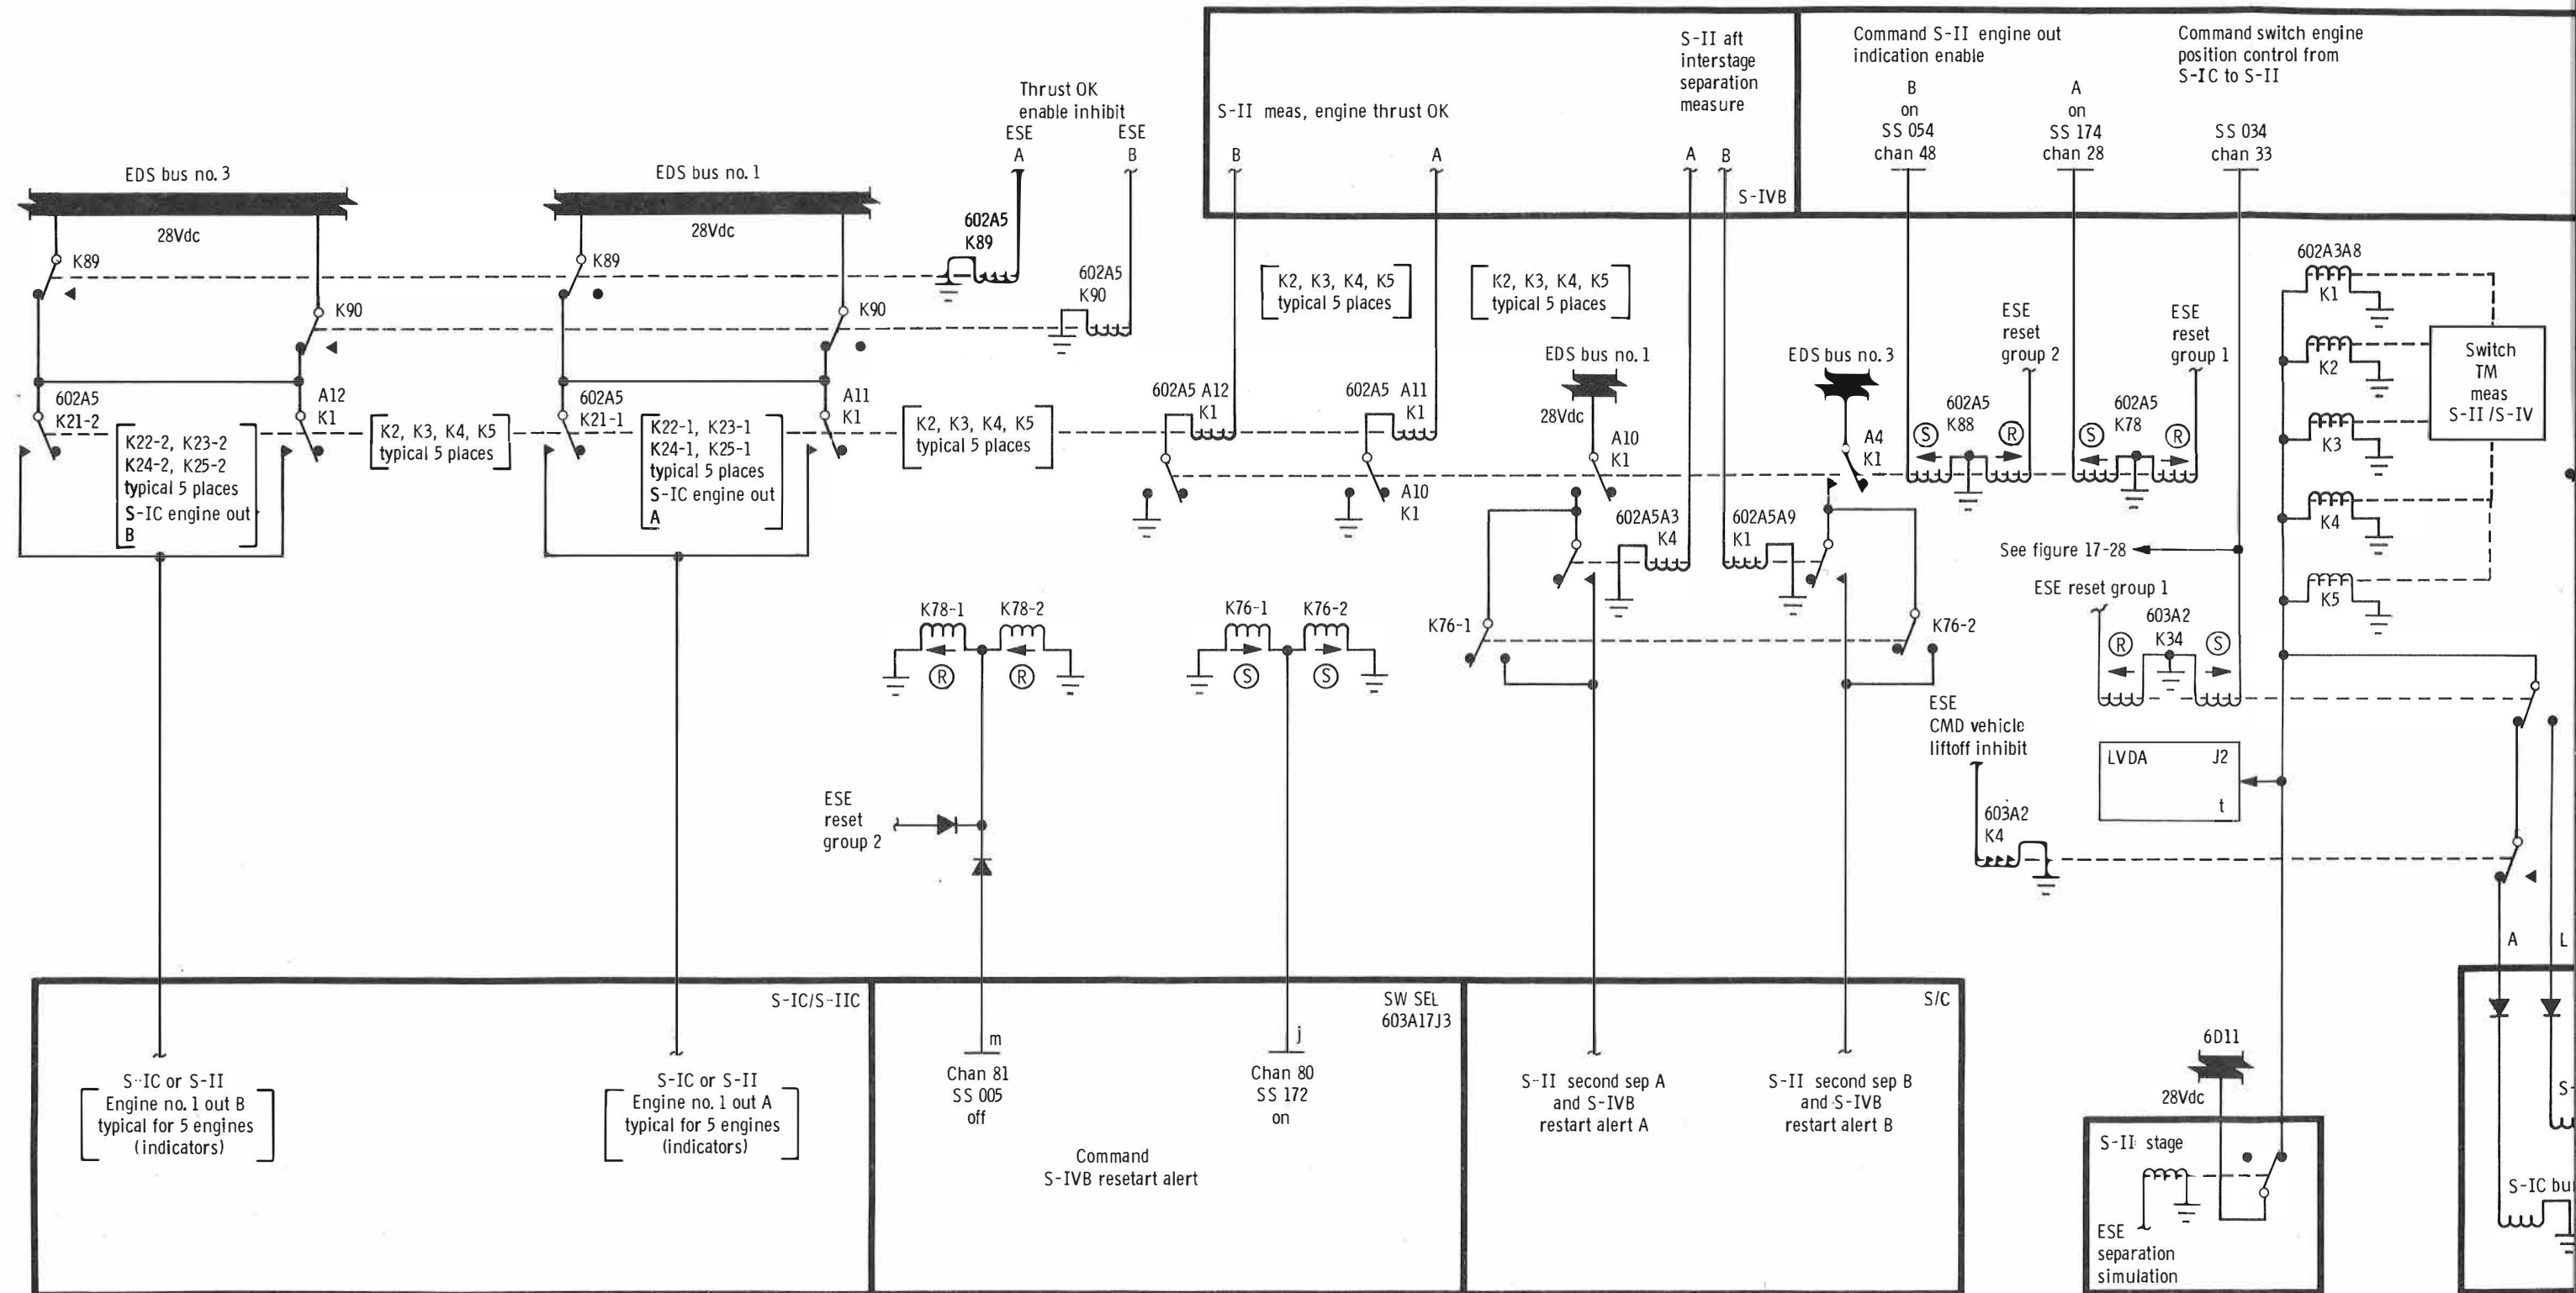 EDS bus no. 3
28Vdc
K89
K90
602A5
K21-2
A12
K1
K22-2, K23-2
K24-2, K25-2
typical 5 places
S-IC engine out
B
K2, K3, K4, K5
typical 5 places
EDS bus no. 1
28Vdc
K89
K90
602A5
K21-1
A11
K1
K22-1, K23-1
K24-1, K25-1
typical 5 places
S-IC engine out
A
K2, K3, K4, K5
typical 5 places
Thrust OK
enable inhibit
ESE
A
ESE
B
602A5
K89
602A5
K90
S-II meas, engine thrust OK
B
A
S-II aft
interstage
separation
measure
A
B
S-IVB
K2, K3, K4, K5
typical 5 places
K2, K3, K4, K5
typical 5 places
602A5 A12
K1
602A5 A11
K1
A10
K1
EDS bus no. 1
28Vdc
A10
K1
EDS bus no. 3
A4
K1
602A5A3
K4
602A5A9
K1
K76-1
K76-2
Command S-II engine out
indication enable
B
on
SS 054
chan 48
A
on
SS 174
chan 28
Command switch engine
position control from
S-IC to S-II
SS 034
chan 33
ESE
reset
group 2
ESE
reset
group 1
S
602A5
K88
R
S
602A5
K78
R
See figure 17-28
ESE reset group 1
603A2
K34
R
S
602A3A8
K1
K2
K3
K4
K5
Switch
TM
meas
S-II/S-IV
LVDA
J2
t
ESE
CMD vehicle
liftoff inhibit
603A2
K4
K78-1
K78-2
R
R
K76-1
K76-2
S
S
ESE
reset
group 2
S-IC/S-IIC
S-IC or S-II
Engine no. 1 out B
typical for 5 engines
(indicators)
S-IC or S-II
Engine no. 1 out A
typical for 5 engines
(indicators)
SW SEL
603A17J3
m
Chan 81
SS 005
off
j
Chan 80
SS 172
on
Command
S-IVB resetart alert
S/C
S-II second sep A
and S-IVB
restart alert A
S-II second sep B
and S-IVB
restart alert B
6D11
28Vdc
S-II stage
ESE
separation
simulation
A
L
S-
S-IC bu